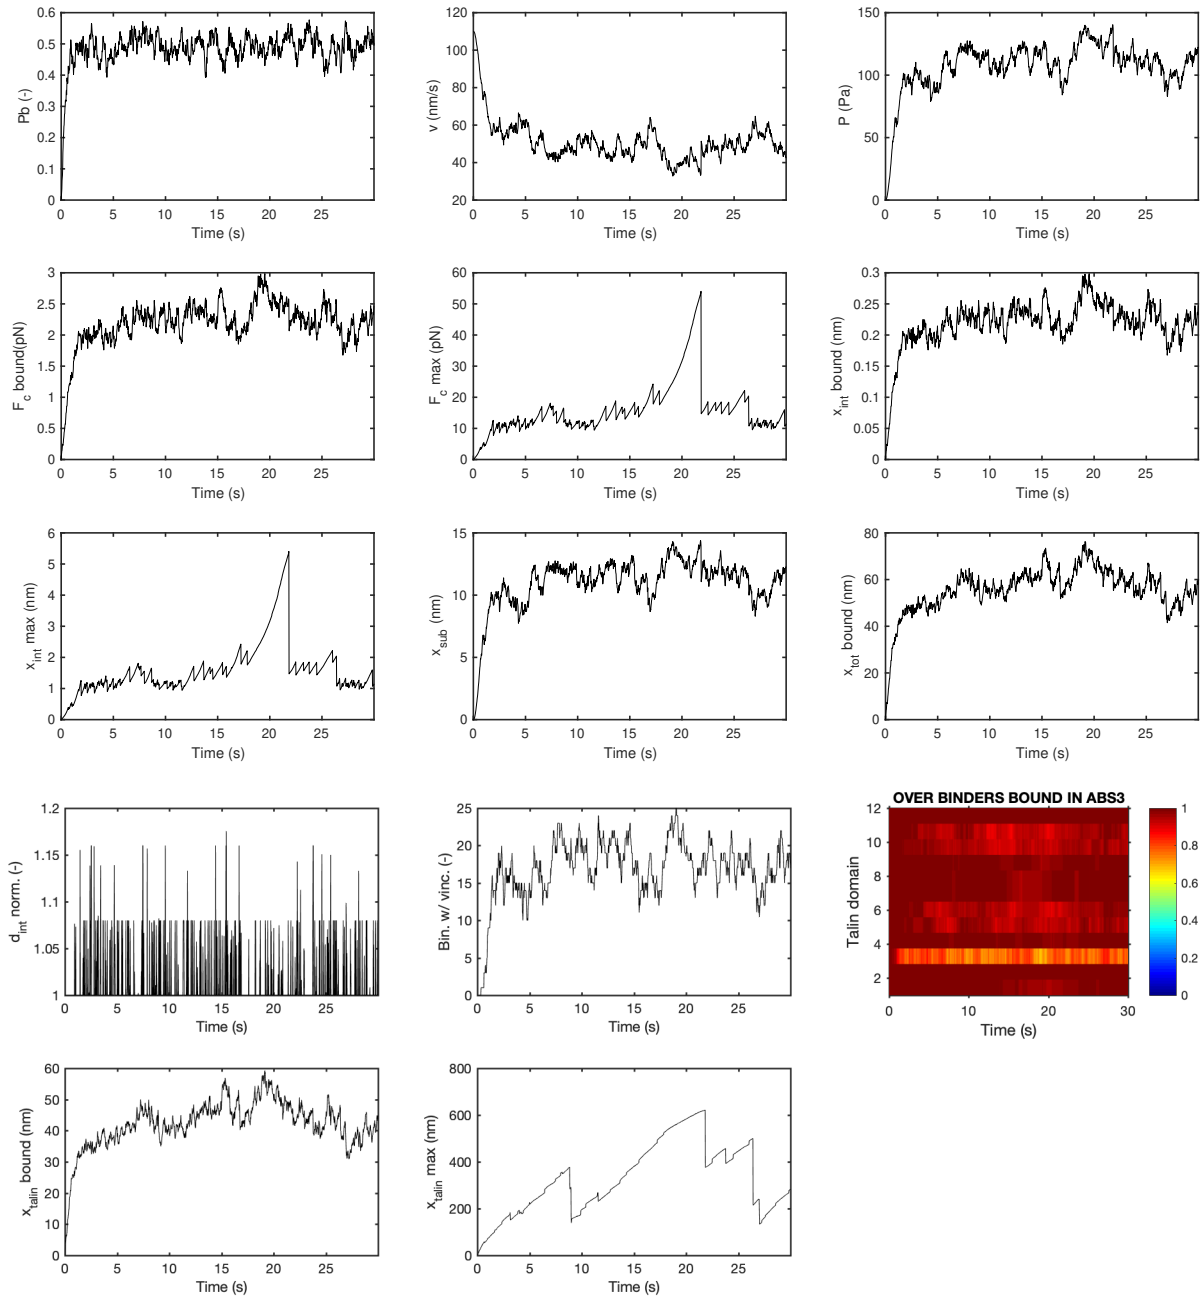 Pb (-)
0.6
0.5
0.4
0.3
0.2
0.1
0
0 5 10 15 20 25
Time (s)
v (nm/s)
120
100
80
60
40
20
0 5 10 15 20 25
Time (s)
P (Pa)
150
100
50
0
0 5 10 15 20 25
Time (s)
F_c bound(pN)
3
2.5
2
1.5
1
0.5
0
0 5 10 15 20 25
Time (s)
F_c max (pN)
60
50
40
30
20
10
0
0 5 10 15 20 25
Time (s)
x_int bound (nm)
0.3
0.25
0.2
0.15
0.1
0.05
0
0 5 10 15 20 25
Time (s)
x_int max (nm)
6
5
4
3
2
1
0
0 5 10 15 20 25
Time (s)
x_sub (nm)
15
10
5
0
0 5 10 15 20 25
Time (s)
x_tot bound (nm)
80
60
40
20
0
0 5 10 15 20 25
Time (s)
d_int norm. (-)
1.2
1.15
1.1
1.05
1
0 5 10 15 20 25
Time (s)
Bin. w/ vinc. (-)
25
20
15
10
5
0
0 5 10 15 20 25
Time (s)
OVER BINDERS BOUND IN ABS3
Talin domain
12
10
8
6
4
2
0 10 20 30
Time (s)
1
0.8
0.6
0.4
0.2
0
x_talin bound (nm)
60
50
40
30
20
10
0
0 5 10 15 20 25
Time (s)
x_talin max (nm)
800
600
400
200
0
0 5 10 15 20 25
Time (s)